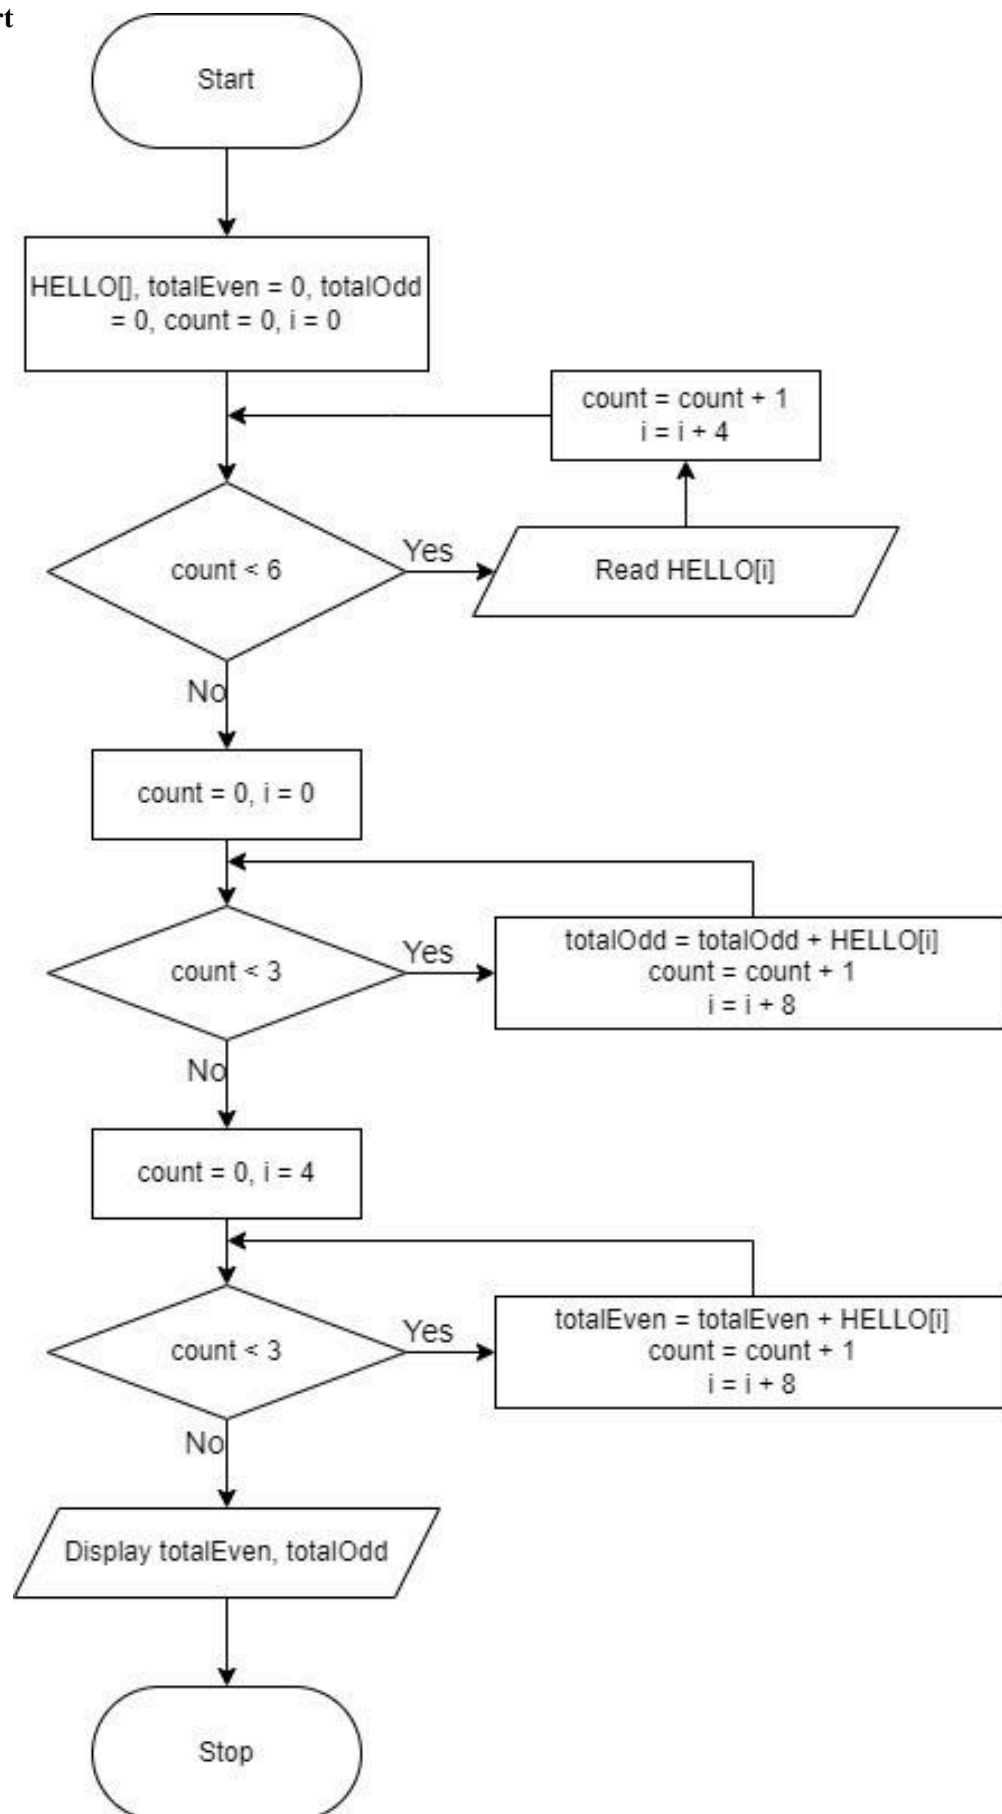 rt
Start
HELLO[], totalEven = 0, totalOdd
= 0, count = 0, i = 0
count = count + 1
i = i + 4
count < 6
Yes
Read HELLO[i]
No
count = 0, i = 0
count < 3
Yes
totalOdd = totalOdd + HELLO[i]
count = count + 1
i = i + 8
No
count = 0, i = 4
count < 3
Yes
totalEven = totalEven + HELLO[i]
count = count + 1
i = i + 8
No
Display totalEven, totalOdd
Stop